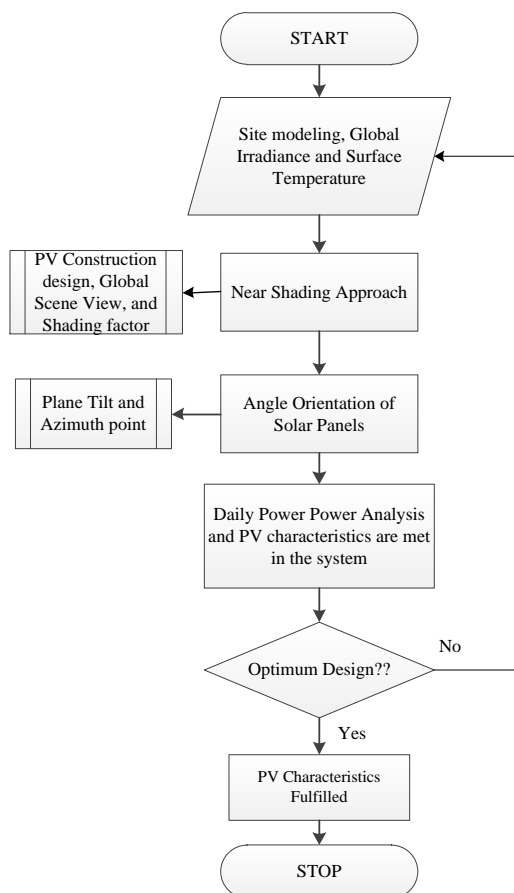 START
Site modeling, Global
Irradiance and Surface
Temperature
PV Construction
design, Global
Scene View, and
Shading factor
Near Shading Approach
Plane Tilt and
Azimuth point
Angle Orientation of
Solar Panels
Daily Power Power Analysis
and PV characteristics are met
in the system
Optimum Design??
No
Yes
PV Characteristics
Fulfilled
STOP